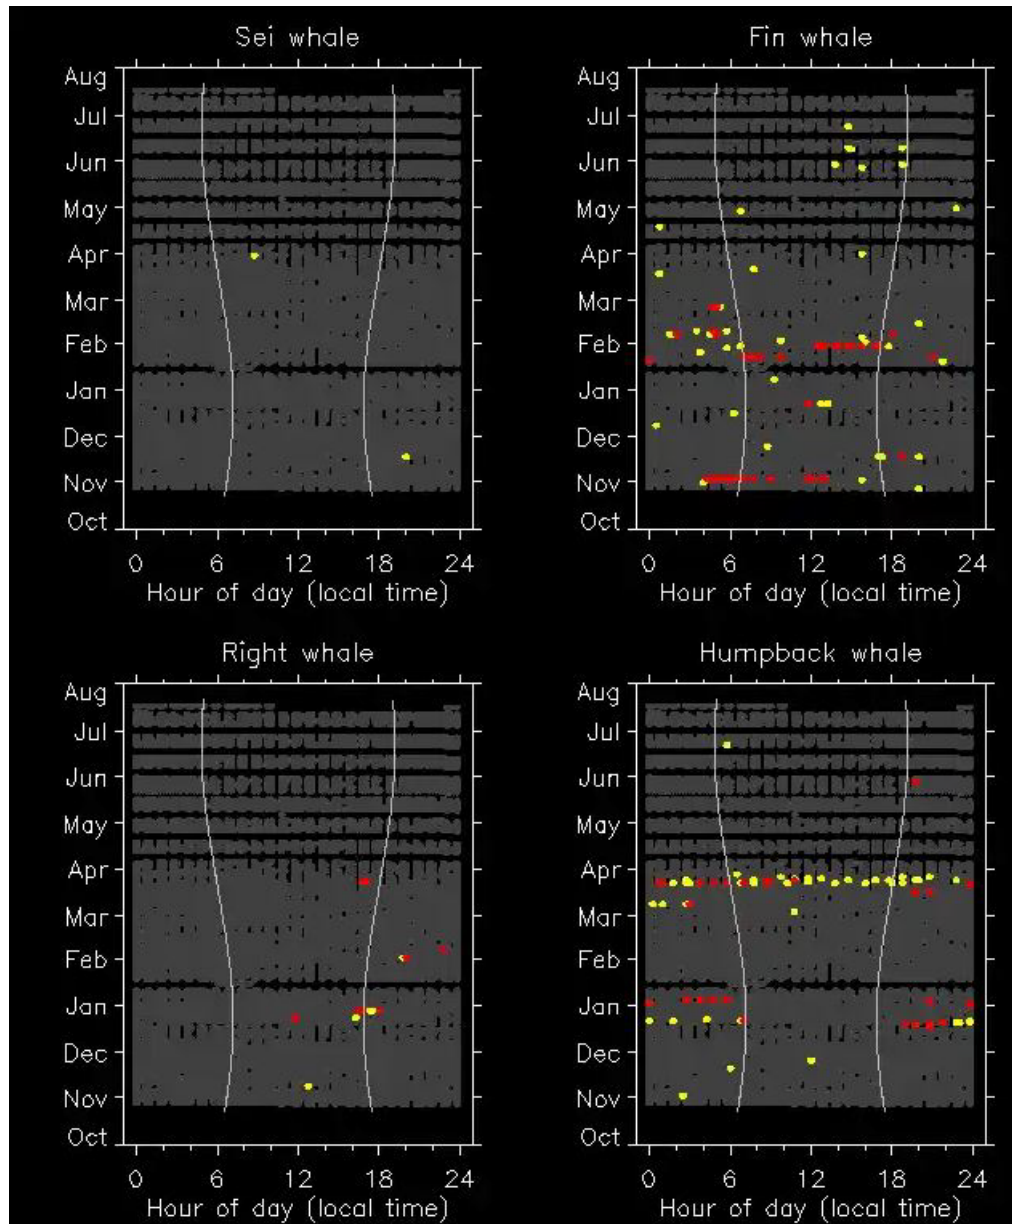 Sei whale
Aug
Jul
Jun
May
Apr
Mar
Feb
Jan
Dec
Nov
Oct
0 6 12 18 24
Hour of day (local time)
Fin whale
Aug
Jul
Jun
May
Apr
Mar
Feb
Jan
Dec
Nov
Oct
0 6 12 18 24
Hour of day (local time)
Right whale
Aug
Jul
Jun
May
Apr
Mar
Feb
Jan
Dec
Nov
Oct
0 6 12 18 24
Hour of day (local time)
Humpback whale
Aug
Jul
Jun
May
Apr
Mar
Feb
Jan
Dec
Nov
Oct
0 6 12 18 24
Hour of day (local time)